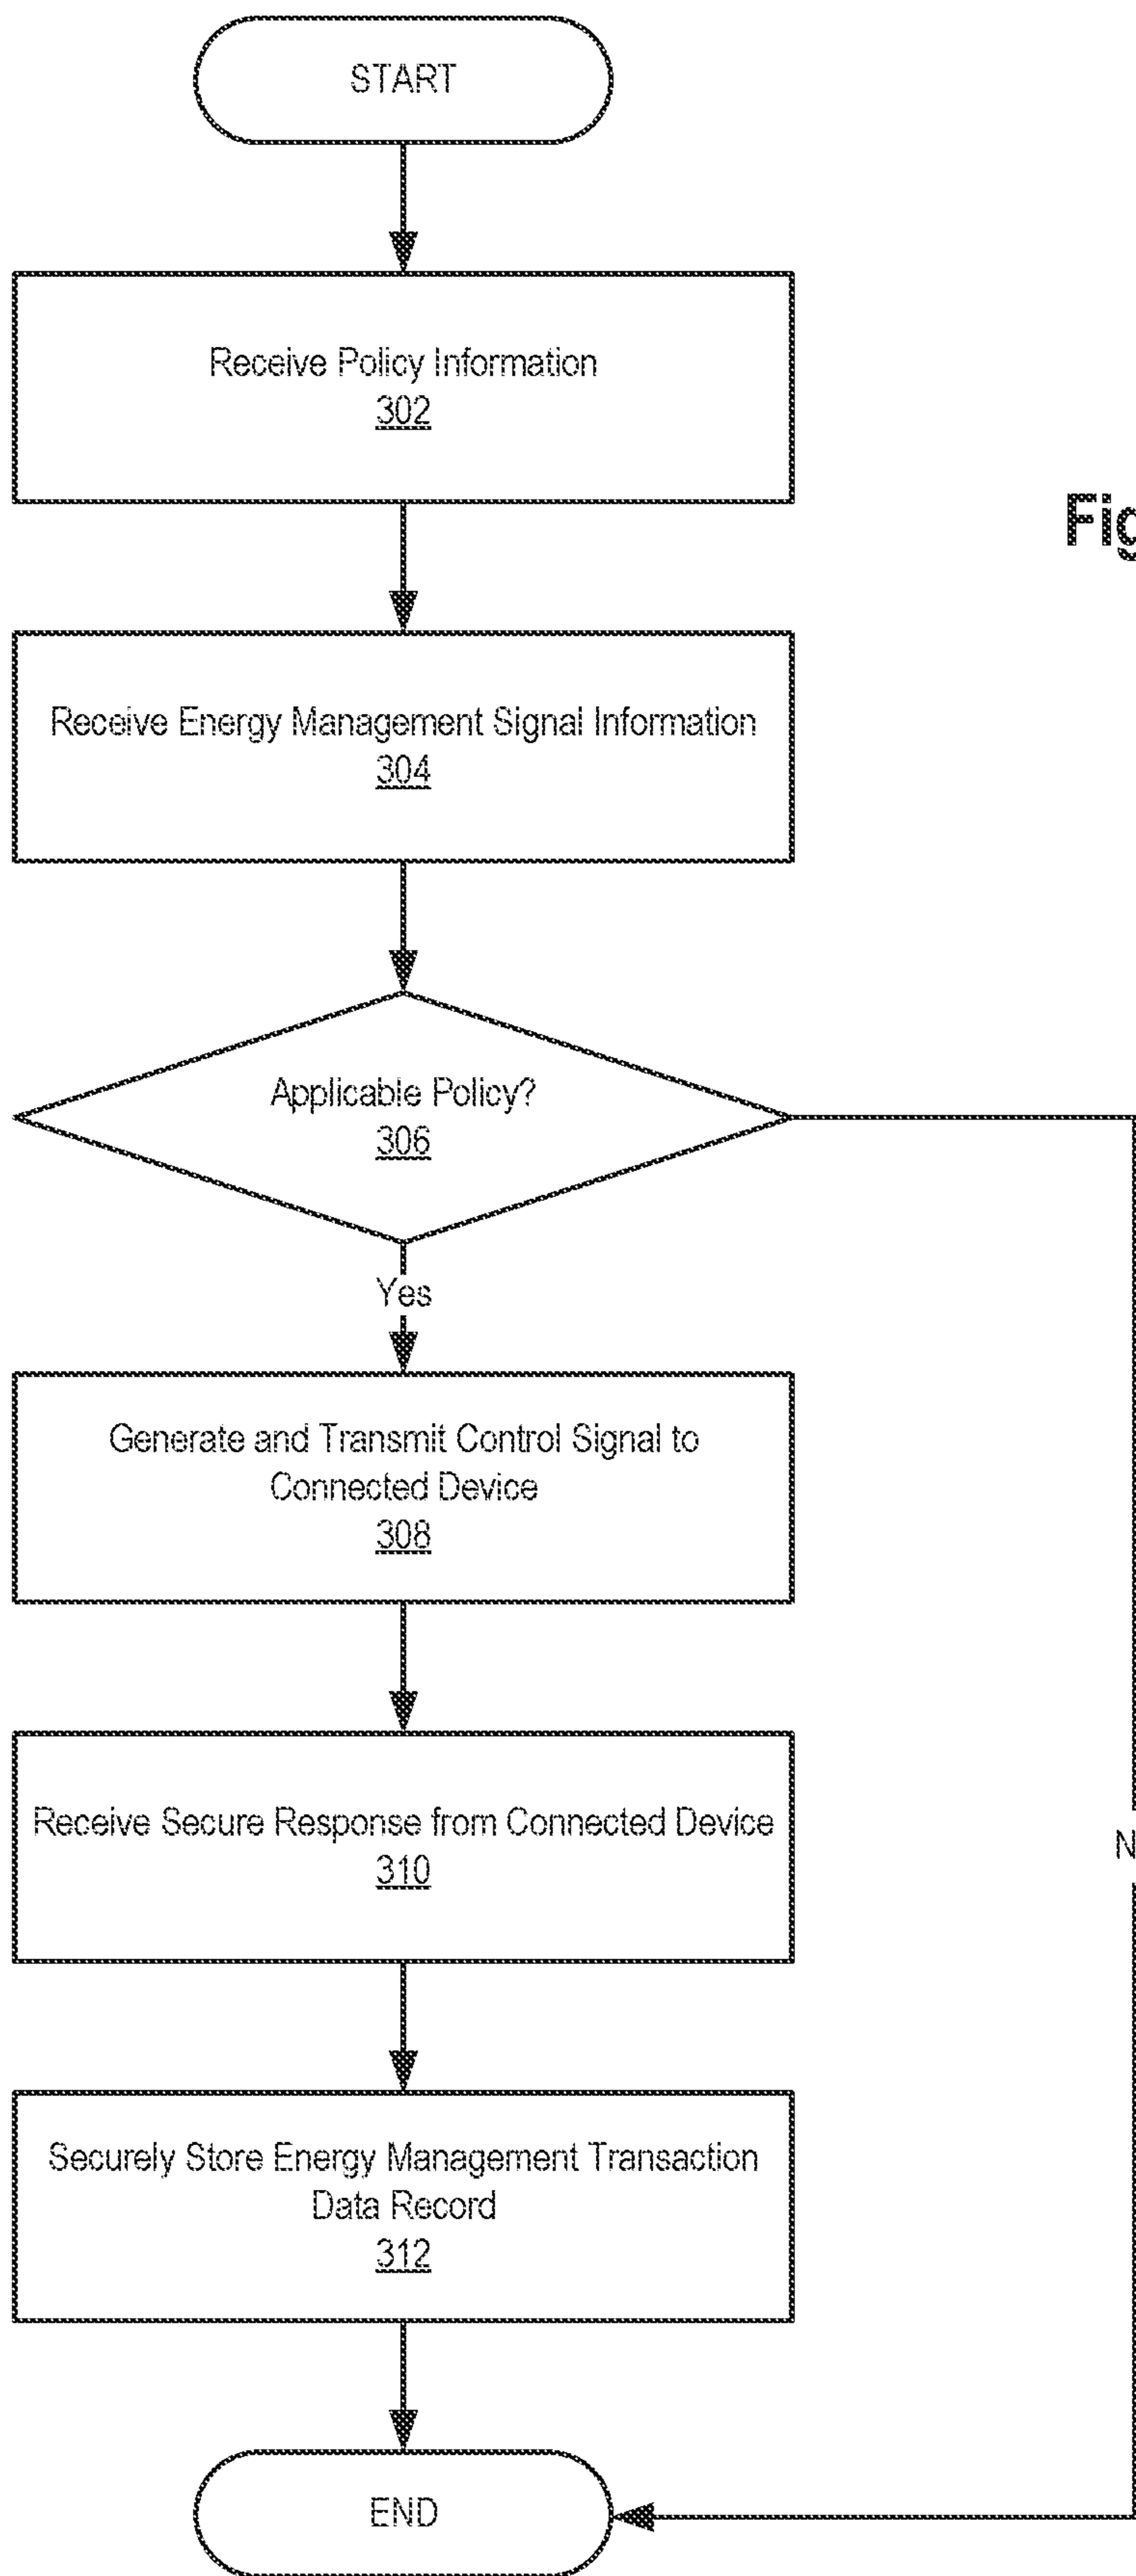 START
Receive Policy Information
302
Fig
Receive Energy Management Signal Information
304
Applicable Policy?
306
Yes
Generate and Transmit Control Signal to
Connected Device
308
Receive Secure Response from Connected Device
310
N
Securely Store Energy Management Transaction
Data Record
312
END